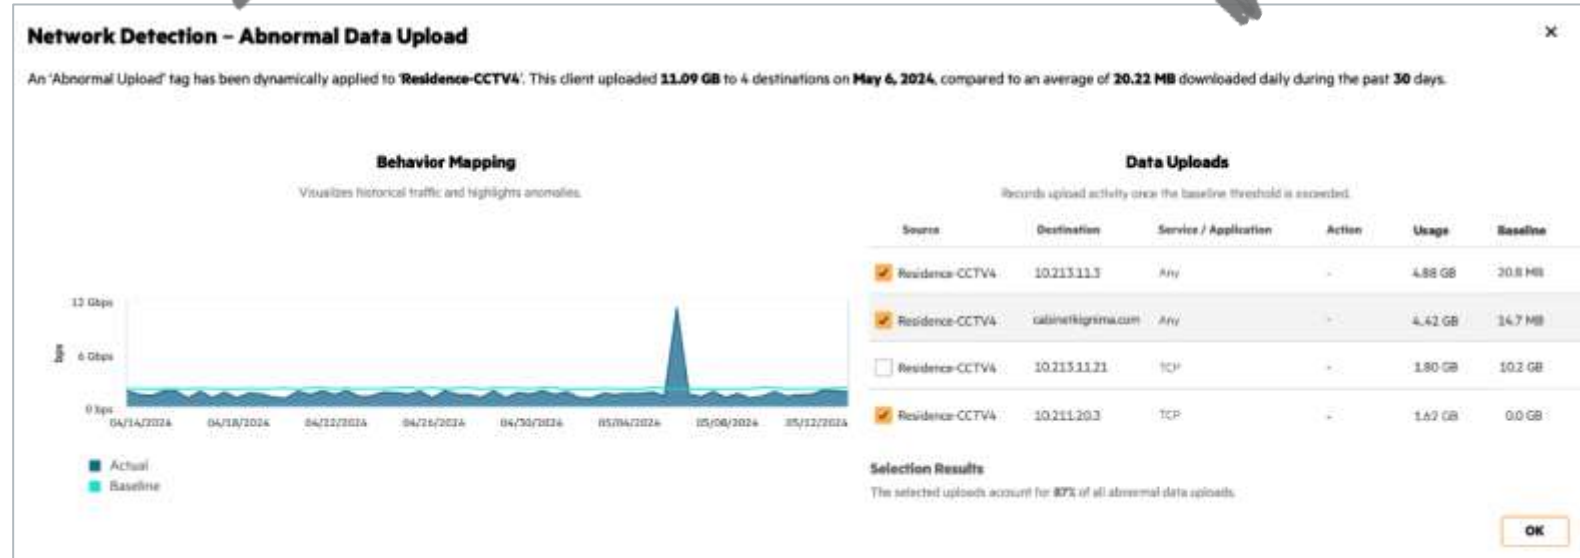 Network Detection – Abnormal Data Upload
An 'Abnormal Upload' tag has been dynamically applied to 'Residence-CCTV4'. This client uploaded 11.09 GB to 4 destinations on May 6, 2024, compared to an average of 20.22 MB downloaded daily during the past 30 days.
Behavior Mapping
Visualizes historical traffic and highlights anomalies.
12 Gbps
6 Gbps
0 bps
bps
04/14/2024 04/18/2024 04/22/2024 04/26/2024 04/30/2024 05/04/2024 05/08/2024 05/12/2024
Actual
Baseline
Data Uploads
Records upload activity once the baseline threshold is exceeded.
Source Destination Service / Application Action Usage Baseline
Residence-CCTV4 10.213.11.3 Any - 4.88 GB 20.8 MB
Residence-CCTV4 Any - 4.42 GB 14.7 MB
Residence-CCTV4 10.213.11.21 TCP - 1.80 GB 10.2 GB
Residence-CCTV4 10.211.20.3 TCP - 1.62 GB 0.0 GB
Selection Results
The selected uploads account for 87% of all abnormal data uploads.
OK